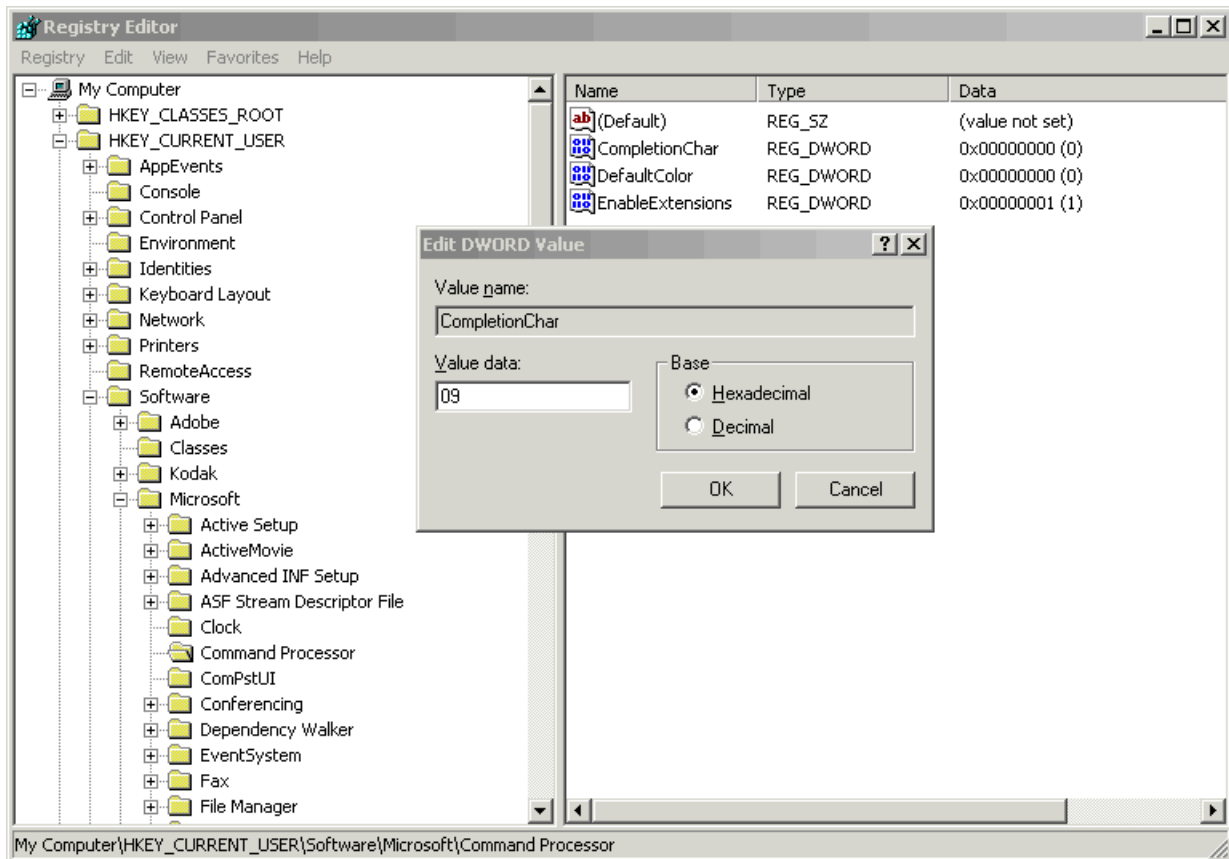 Registry Editor
Registry Edit View Favorites Help
My Computer
HKEY_CLASSES_ROOT
HKEY_CURRENT_USER
AppEvents
Console
Control Panel
Environment
Identities
Keyboard Layout
Network
Printers
RemoteAccess
Software
Adobe
Classes
Kodak
Microsoft
Active Setup
ActiveMovie
Advanced INF Setup
ASF Stream Descriptor File
Clock
Command Processor
ComPstUI
Conferencing
Dependency Walker
EventSystem
Fax
File Manager
Name Type Data
(Default) REG_SZ (value not set)
CompletionChar REG_DWORD 0x00000000 (0)
DefaultColor REG_DWORD 0x00000000 (0)
EnableExtensions REG_DWORD 0x00000001 (1)
Edit DWORD Value
Value name:
CompletionChar
Value data:
09
Base
Hexadecimal
Decimal
OK Cancel
My Computer\HKEY_CURRENT_USER\Software\Microsoft\Command Processor